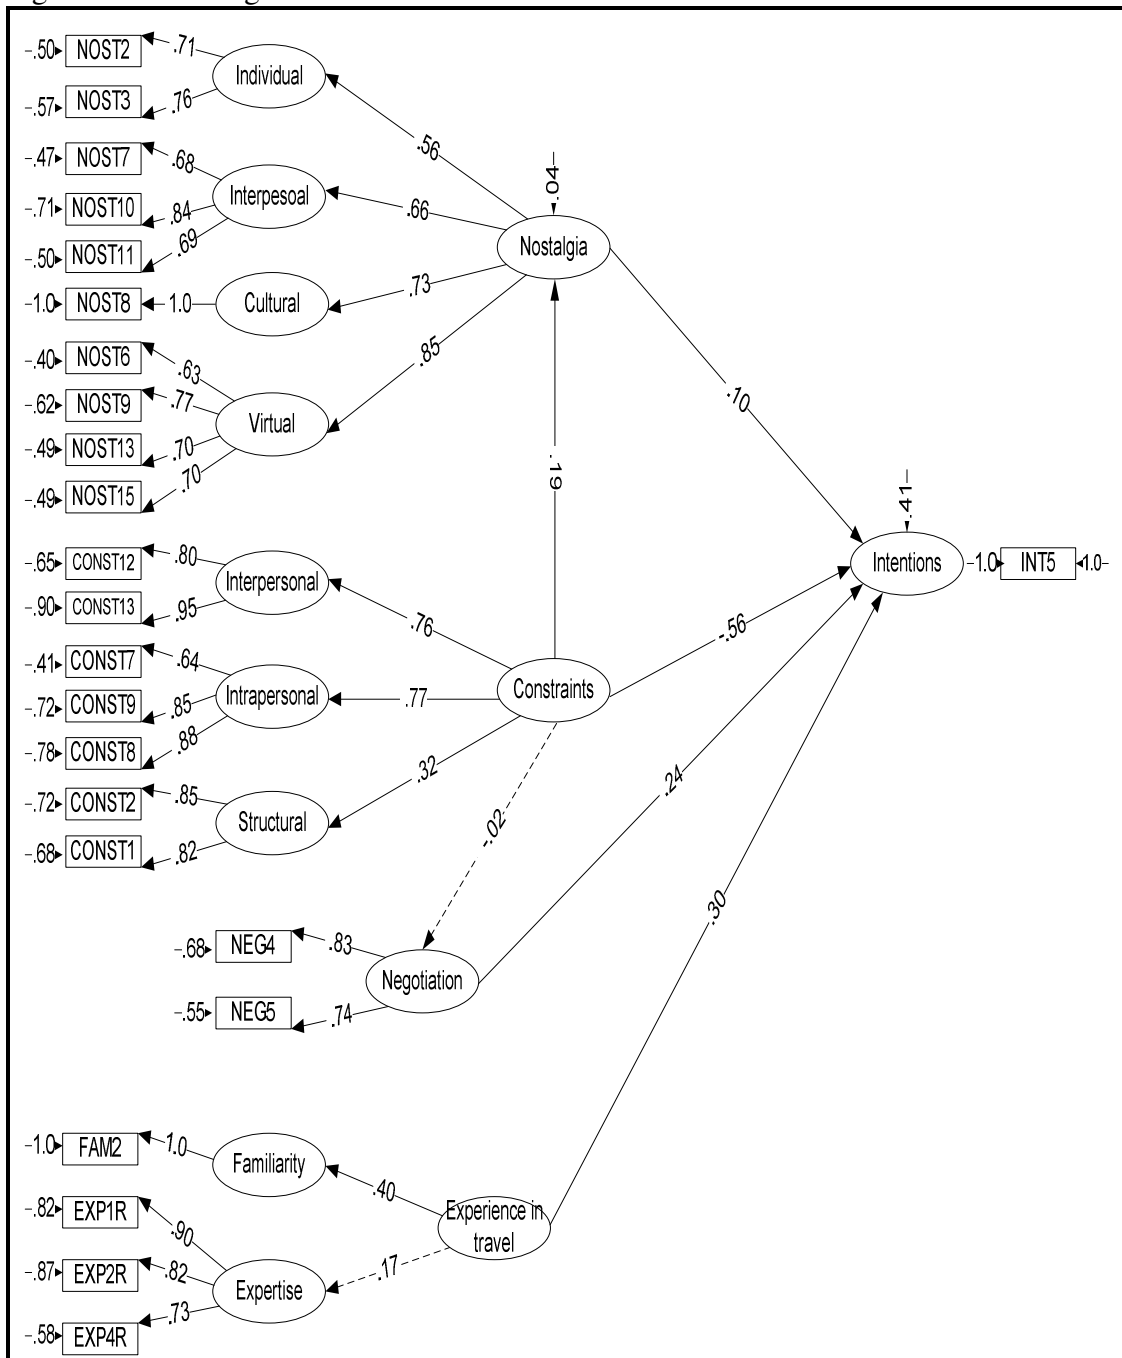 -.50 NOST2 .71 Individual
-.57 NOST3 .76
.56
-.47 NOST7 .68 Interpesoal
-.71 NOST10 .84
-.50 NOST11 .69
.66
.04 Nostalgia
-1.0 NOST8 1.0 Cultural .73
-.40 NOST6 .63
-.62 NOST9 .77 Virtual .85
-.49 NOST13 .70
-.49 NOST15 .70
.10
.19
.41
Intentions -1.0 INT5 1.0-
-.65 CONST12 .80 Interpersonal .76
-.90 CONST13 .95
-.56
-.41 CONST7 .64 Intrapersonal .77 Constraints
-.72 CONST9 .85
-.78 CONST8 .88
.32
-.72 CONST2 .85 Structural
-.68 CONST1 .82
-.02
.24
-.68 NEG4 .83 Negotiation
-.55 NEG5 .74
.30
-1.0 FAM2 1.0 Familiarity .40
-.82 EXP1R .90
Experience in
travel
-.87 EXP2R .82 Expertise .17
-.58 EXP4R .73